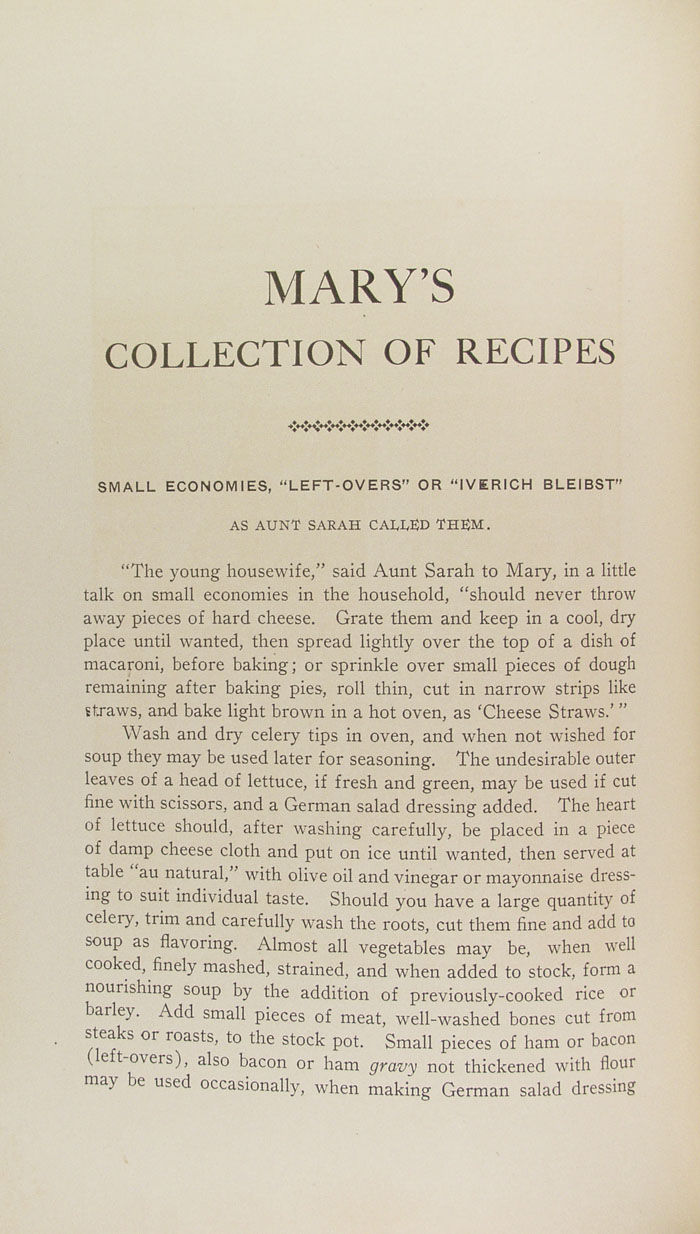 MARY'S
COLLECTION OF RECIPES
SMALL ECONOMIES, "LEFT-OVERS" OR "IVERICH BLEIBST"
AS AUNT SARAH CALLED THEM.
"The young housewife," said Aunt Sarah to Mary, in a little
talk on small economies in the household, "should never throw
away pieces of hard cheese. Grate them and keep in a cool, dry
place until wanted, then spread lightly over the top of a dish of
macaroni, before baking; or sprinkle over small pieces of dough
remaining after baking pies, roll thin, cut in narrow strips like
straws, and bake light brown in a hot oven, as 'Cheese Straws.'"
Wash and dry celery tips in oven, and when not wished for
soup they may be used later for seasoning. The undesirable outer
leaves of a head of lettuce, if fresh and green, may be used if cut
fine with scissors, and a German salad dressing added. The heart
of lettuce should, after washing carefully, be placed in a piece
of damp cheese cloth and put on ice until wanted, then served at
table "au natural," with olive oil and vinegar or mayonnaise dress-
ing to suit individual taste. Should you have a large quantity of
celery, trim and carefully wash the roots, cut them fine and add to
soup as flavoring. Almost all vegetables may be, when well
cooked, finely mashed, strained, and when added to stock, form a
nourishing soup by the addition of previously-cooked rice or
barley. Add small pieces of meat, well-washed bones cut from
steaks or roasts, to the stock pot. Small pieces of ham or bacon
(left-overs), also bacon or ham gravy not thickened with flour
may be used occasionally, when making German salad dressing